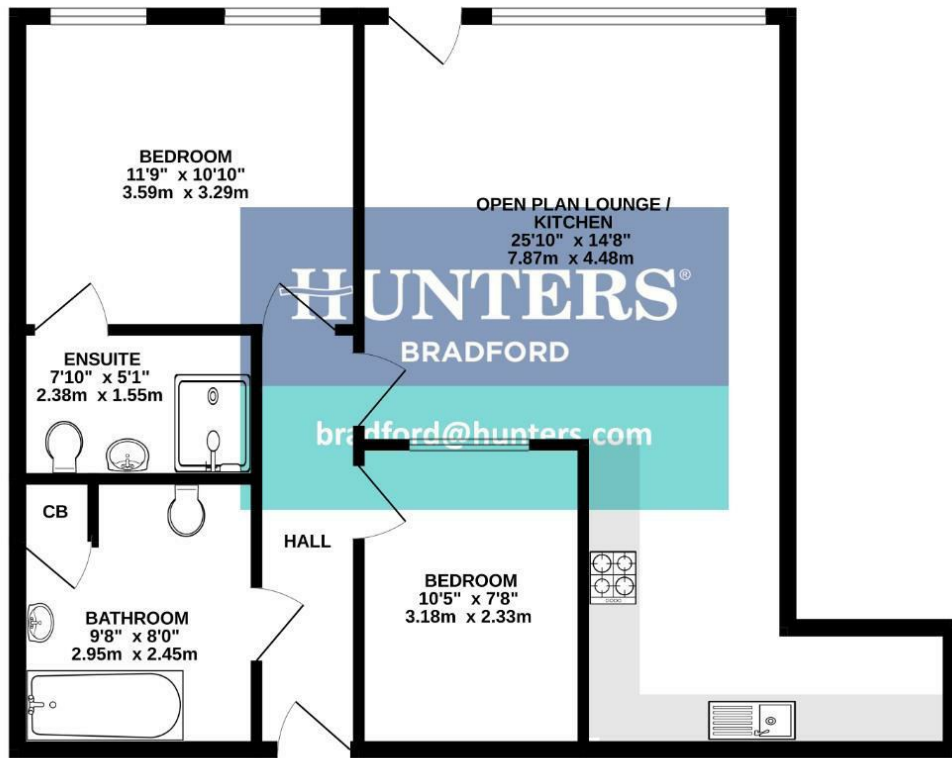 BEDROOM
11'9" x 10'10"
3.59m x 3.29m
OPEN PLAN LOUNGE /
KITCHEN
25'10" x 14'8"
7.87m x 4.48m
HUNTERS®
BRADFORD
bradford@hunters.com
ENSUITE
7'10" x 5'1"
2.38m x 1.55m
CB
HALL
BATHROOM
9'8" x 8'0"
2.95m x 2.45m
BEDROOM
10'5" x 7'8"
3.18m x 2.33m